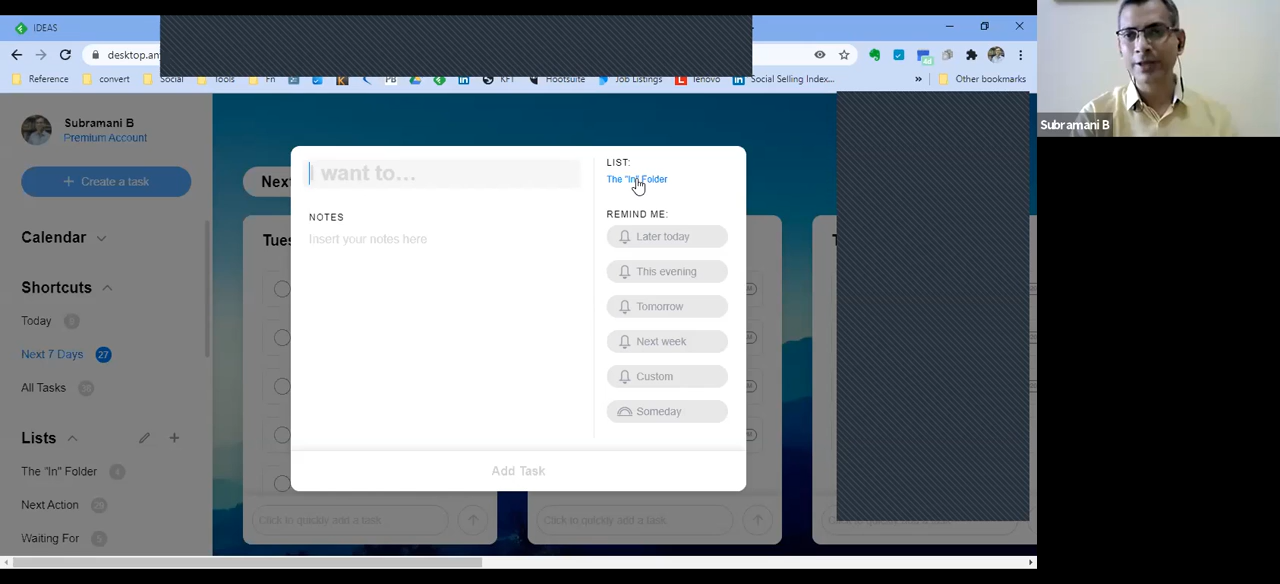 IDEAS
desktop.an
Reference
convert
Social
Tools
Fn
PB
KFT
Hootsuite
Job Listings
Lenovo
Social Selling Index...
»
Other bookmarks
Subramani B
Subramani B
Premium Account
+ Create a task
Calendar
Shortcuts
Today
Next 7 Days 27
All Tasks
Lists
The "In" Folder
Next Action
Waiting For
Nex
Tues
I want to...
NOTES
Insert your notes here
LIST:
The "In" Folder
REMIND ME:
Later today
This evening
Tomorrow
Next week
Custom
Someday
Add Task
Click to quickly add a task
Click to quickly add a task